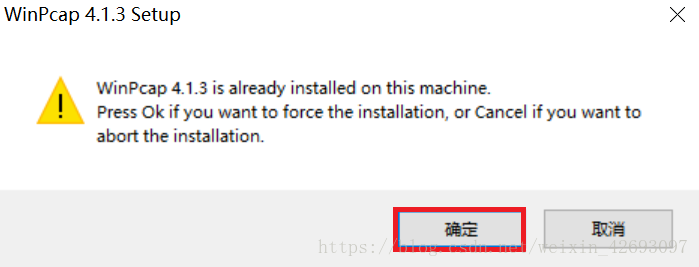 WinPcap 4.1.3 Setup
WinPcap 4.1.3 is already installed on this machine.
Press Ok if you want to force the installation, or Cancel if you want to
abort the installation.
确定
取消
https://blog.csdn.net/weixin_42693097